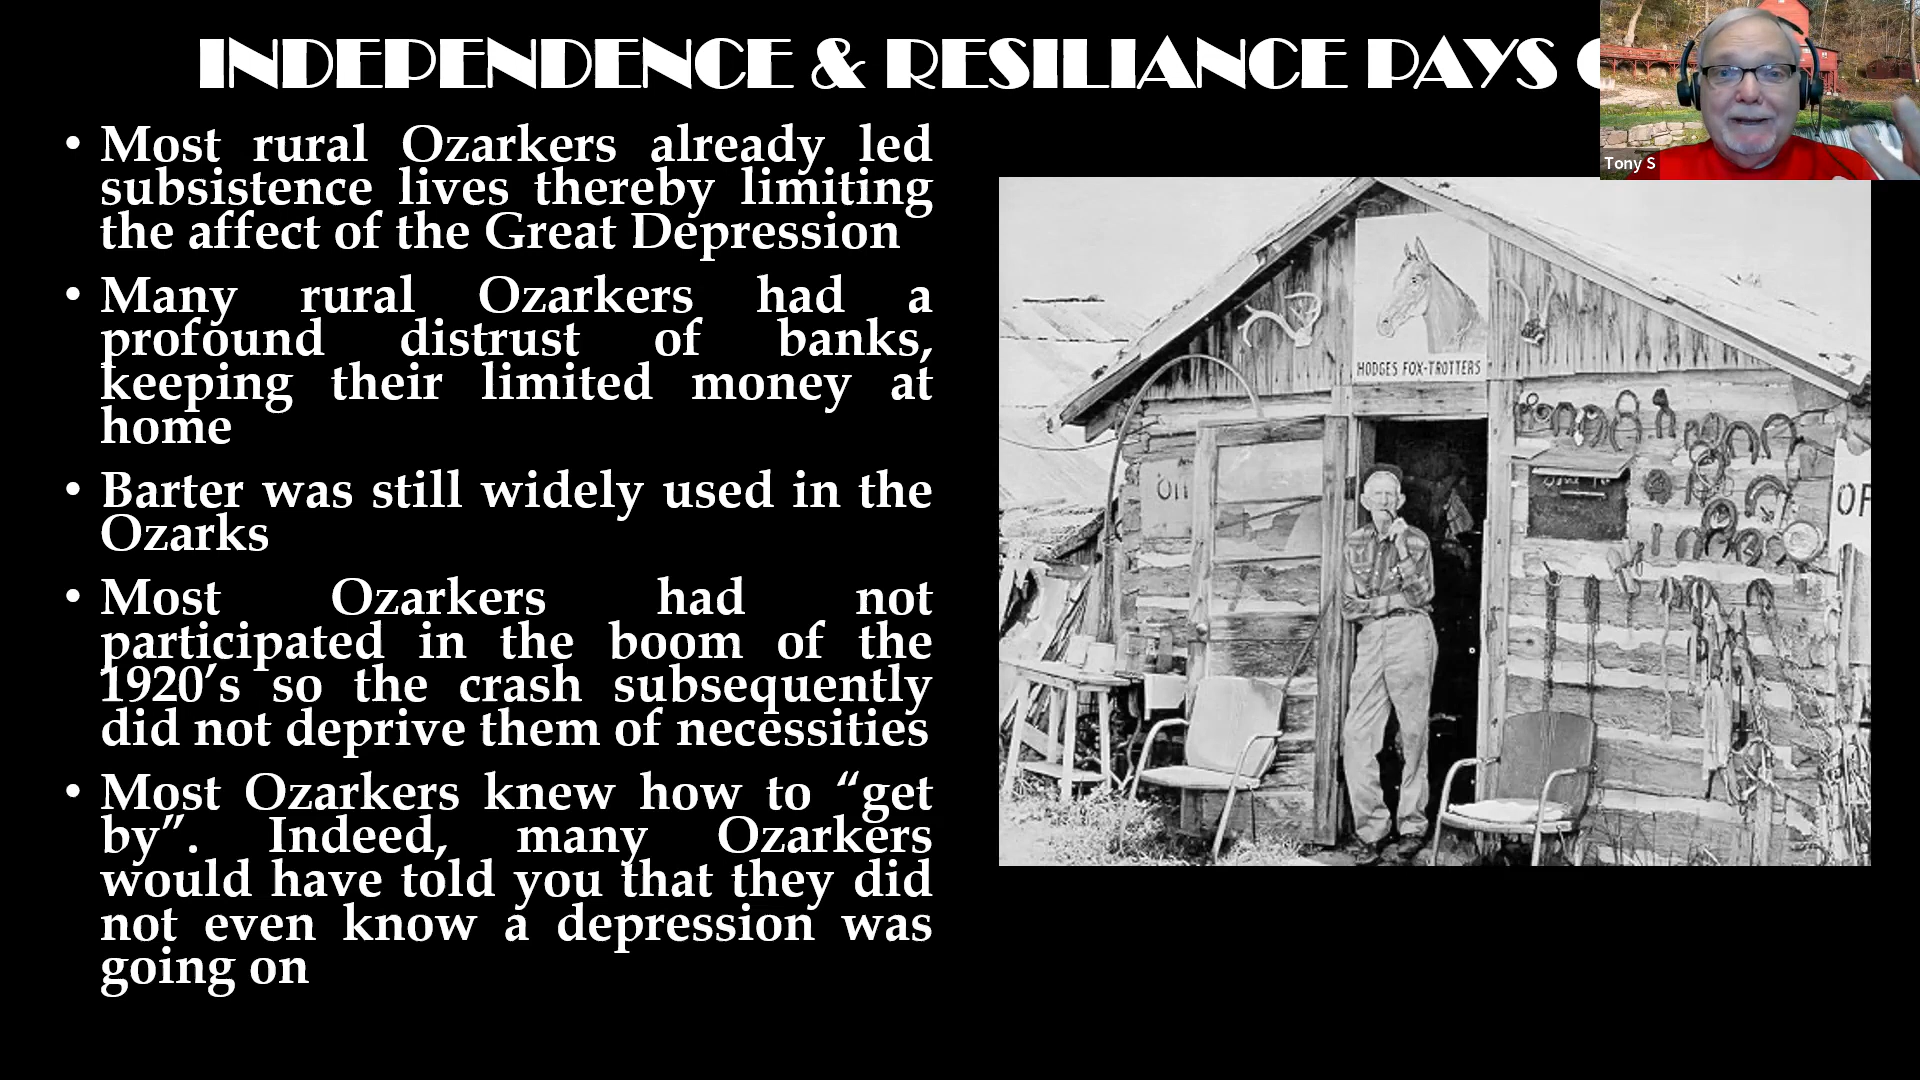 INDEPENDENCE & RESILIANCE PAYS
Tony S
• Most rural Ozarkers already led
subsistence lives thereby limiting
the affect of the Great Depression
• Many rural Ozarkers had a
profound distrust of banks,
keeping their limited money at
home
• Barter was still widely used in the
Ozarks
• Most Ozarkers had not
participated in the boom of the
1920’s so the crash subsequently
did not deprive them of necessities
• Most Ozarkers knew how to “get
by”. Indeed, many Ozarkers
would have told you that they did
not even know a depression was
going on
HODGES FOX-TROTTERS